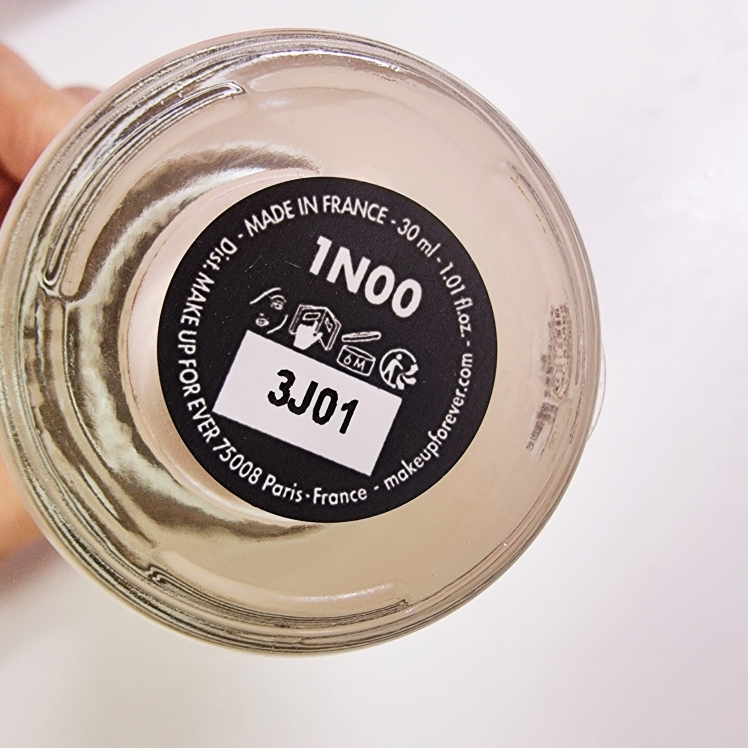 Dist. MAKE UP FOR EVER 75008 Paris · France - makeupforever.com
- MADE IN FRANCE - 30 ml - 1.01 fl.oz. -
1N00
6M
3J01